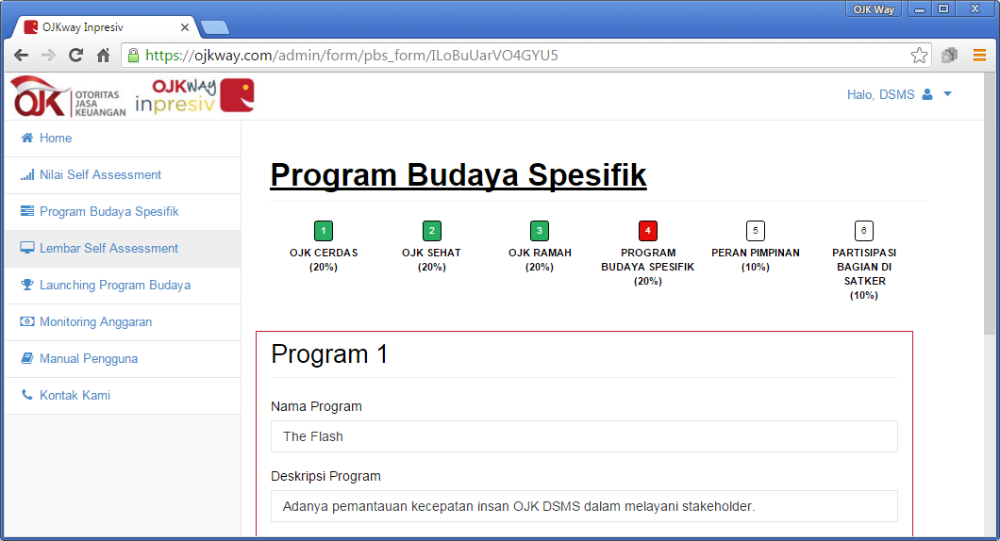 OJK Way
OJKway Inpresiv
https://ojkway.com/admin/form/pbs_form/ILoBuUarVO4GYU5
OJK OTORITAS JASA KEUANGAN
OJKWAY
inpresiv
Halo, DSMS
Home
Nilai Self Assessment
Program Budaya Spesifik
Lembar Self Assessment
Launching Program Budaya
Monitoring Anggaran
Manual Pengguna
Kontak Kami
Program Budaya Spesifik
1
OJK CERDAS
(20%)
2
OJK SEHAT
(20%)
3
OJK RAMAH
(20%)
4
PROGRAM
BUDAYA SPESIFIK
(20%)
5
PERAN PIMPINAN
(10%)
6
PARTISIPASI
BAGIAN DI
SATKER
(10%)
Program 1
Nama Program
The Flash
Deskripsi Program
Adanya pemantauan kecepatan insan OJK DSMS dalam melayani stakeholder.